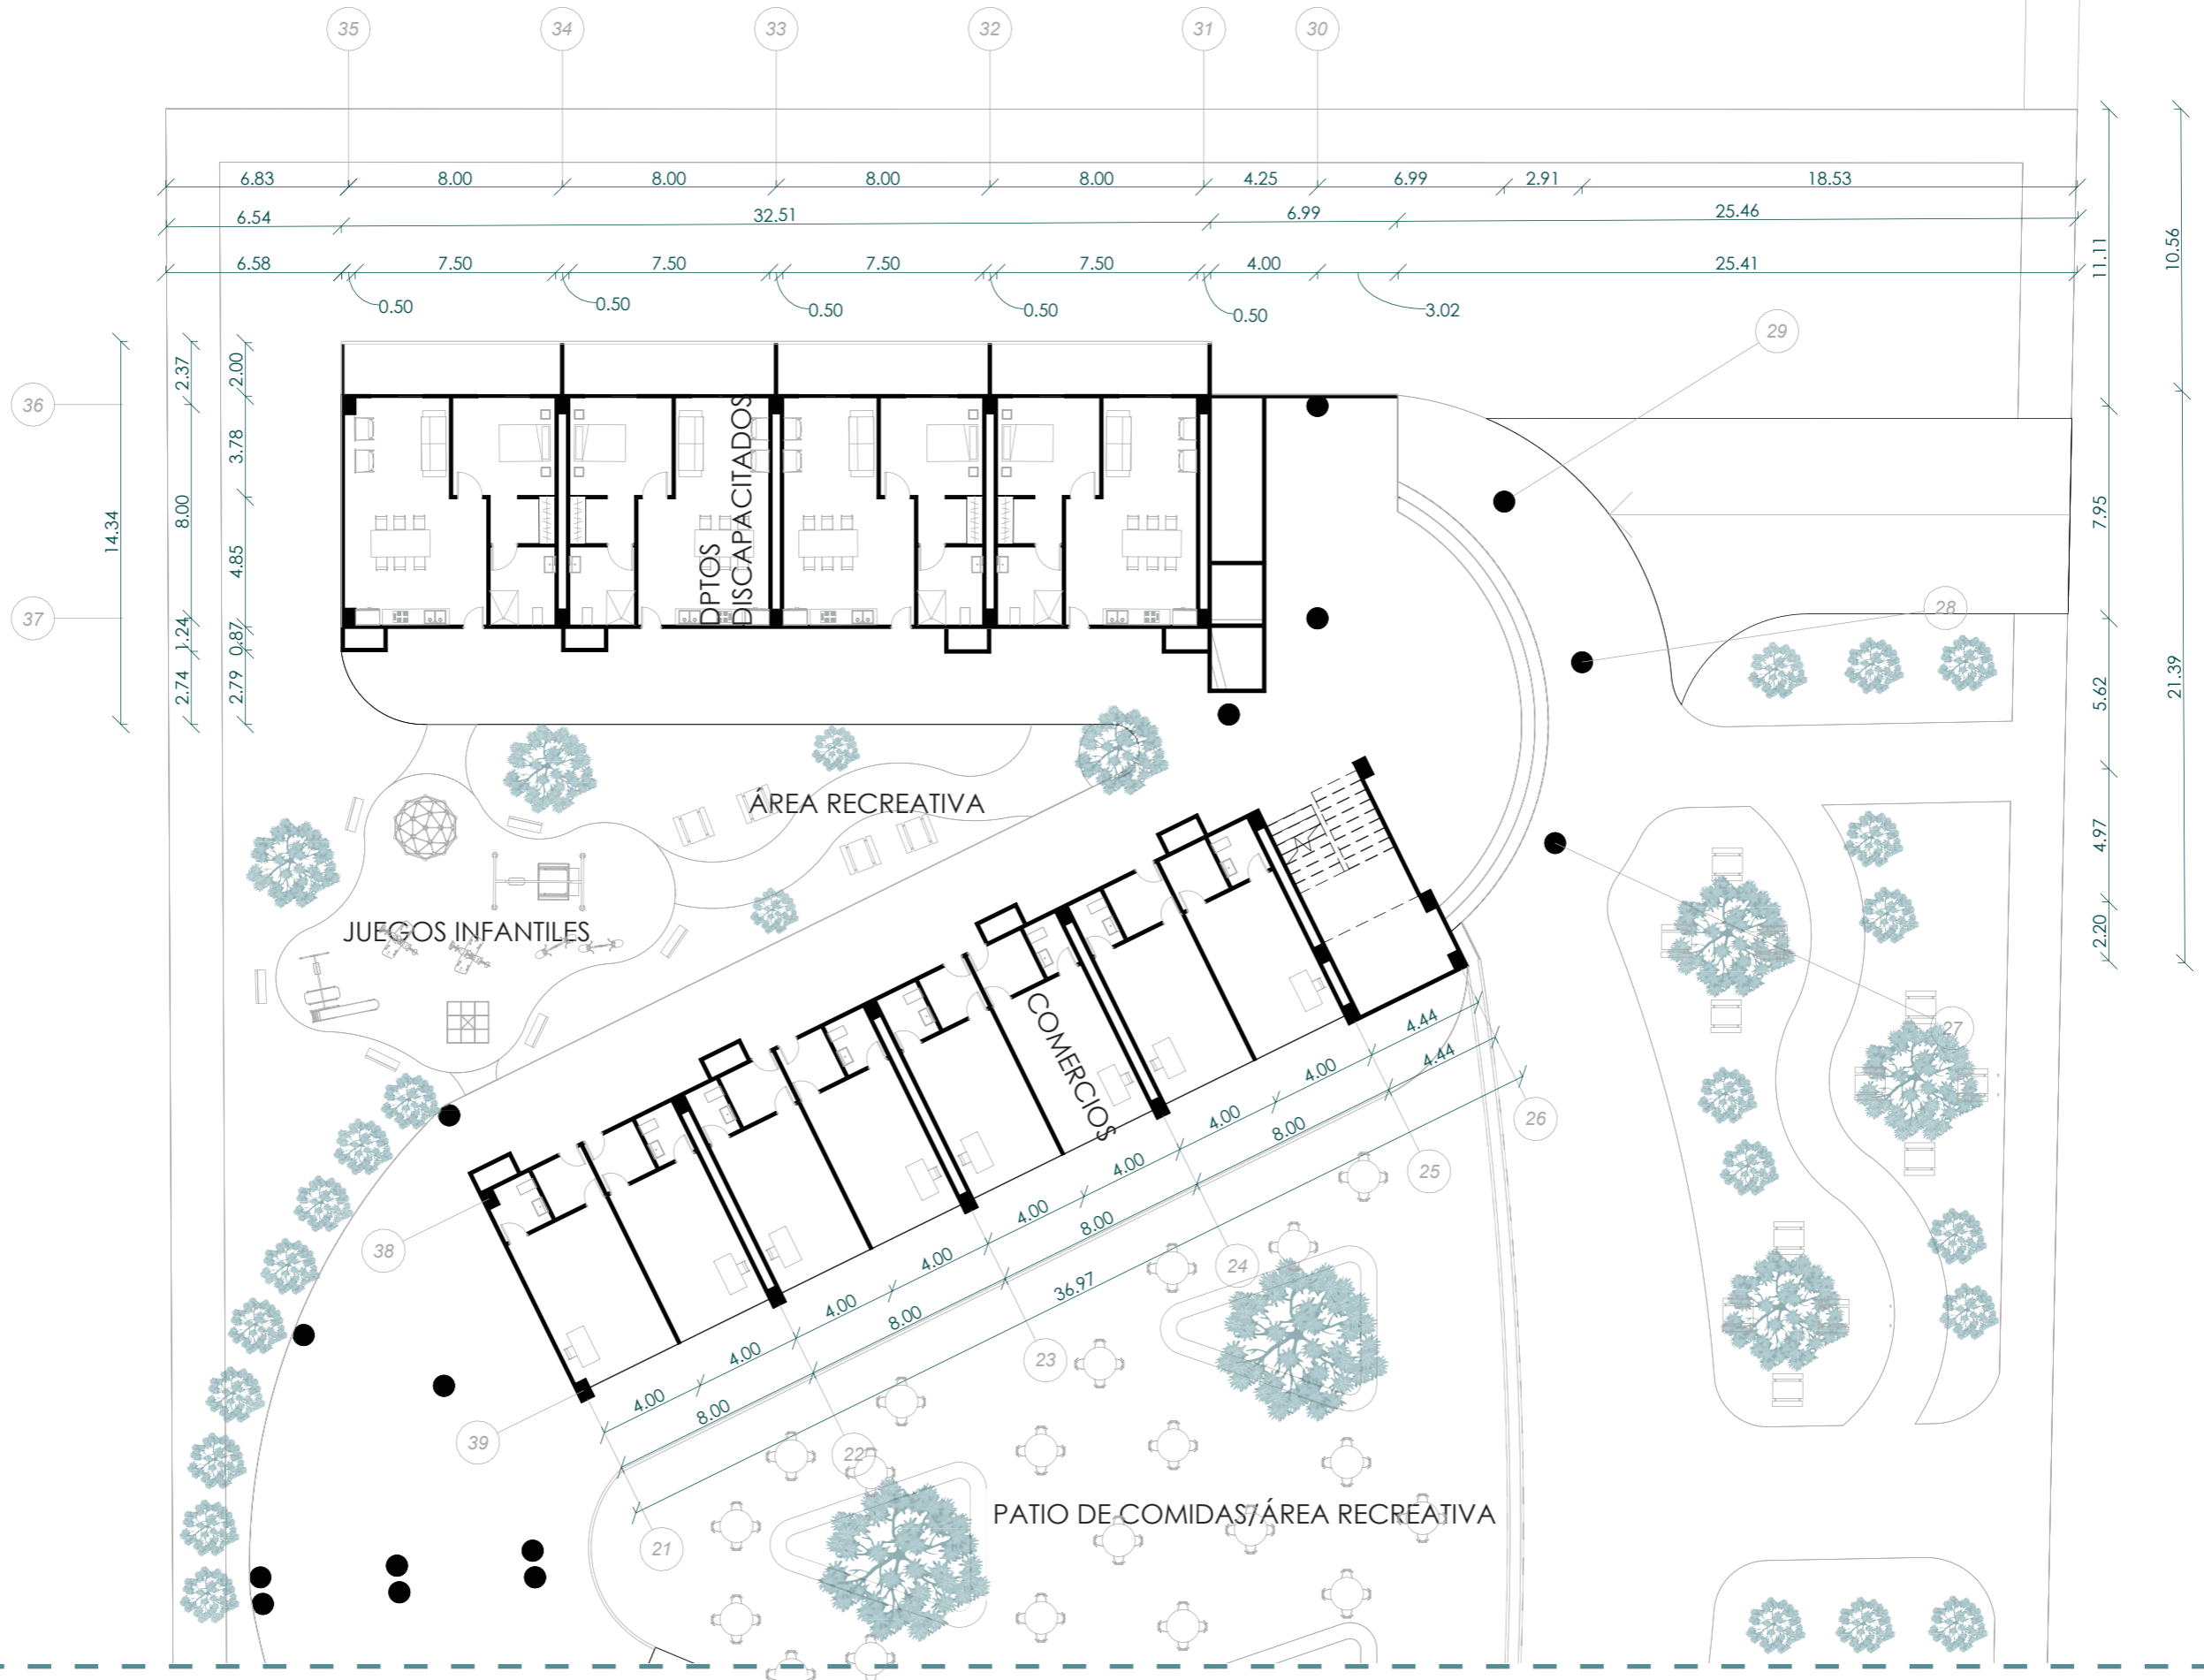 35 34 33 32 31 30
6.83 8.00 8.00 8.00 8.00 4.25 6.99 2.91 18.53
6.54 32.51 6.99 25.46
6.58 7.50 7.50 7.50 7.50 4.00 25.41
0.50 0.50 0.50 0.50 0.50 3.02
11.11
10.56
29
36
2.37
2.00
3.78
8.00
14.34
4.85
37
1.24
0.87
2.74
2.79
DPTOS
DISCAPACITADOS
7.95
28
5.62
21.39
4.97
2.20
ÁREA RECREATIVA
JUEGOS INFANTILES
COMERCIOS
27
26
25
24
23
22
21
38
39
4.00 4.00 4.00 4.00 4.00 4.00 4.00 4.00 4.44
8.00 8.00 8.00 8.00 4.44
36.97
PATIO DE COMIDAS/ÁREA RECREATIVA